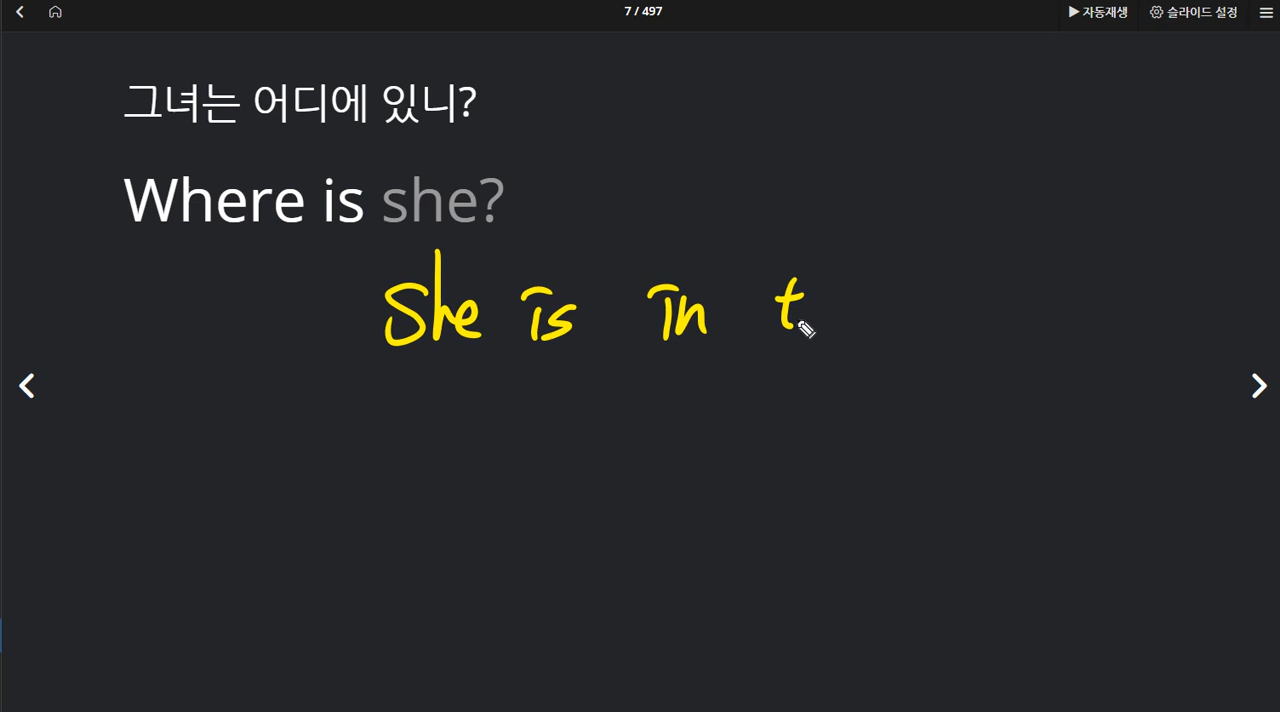 7 / 497
▶ 자동재생
슬라이드 설정
그녀는 어디에 있니?
Where is she?
She is in t